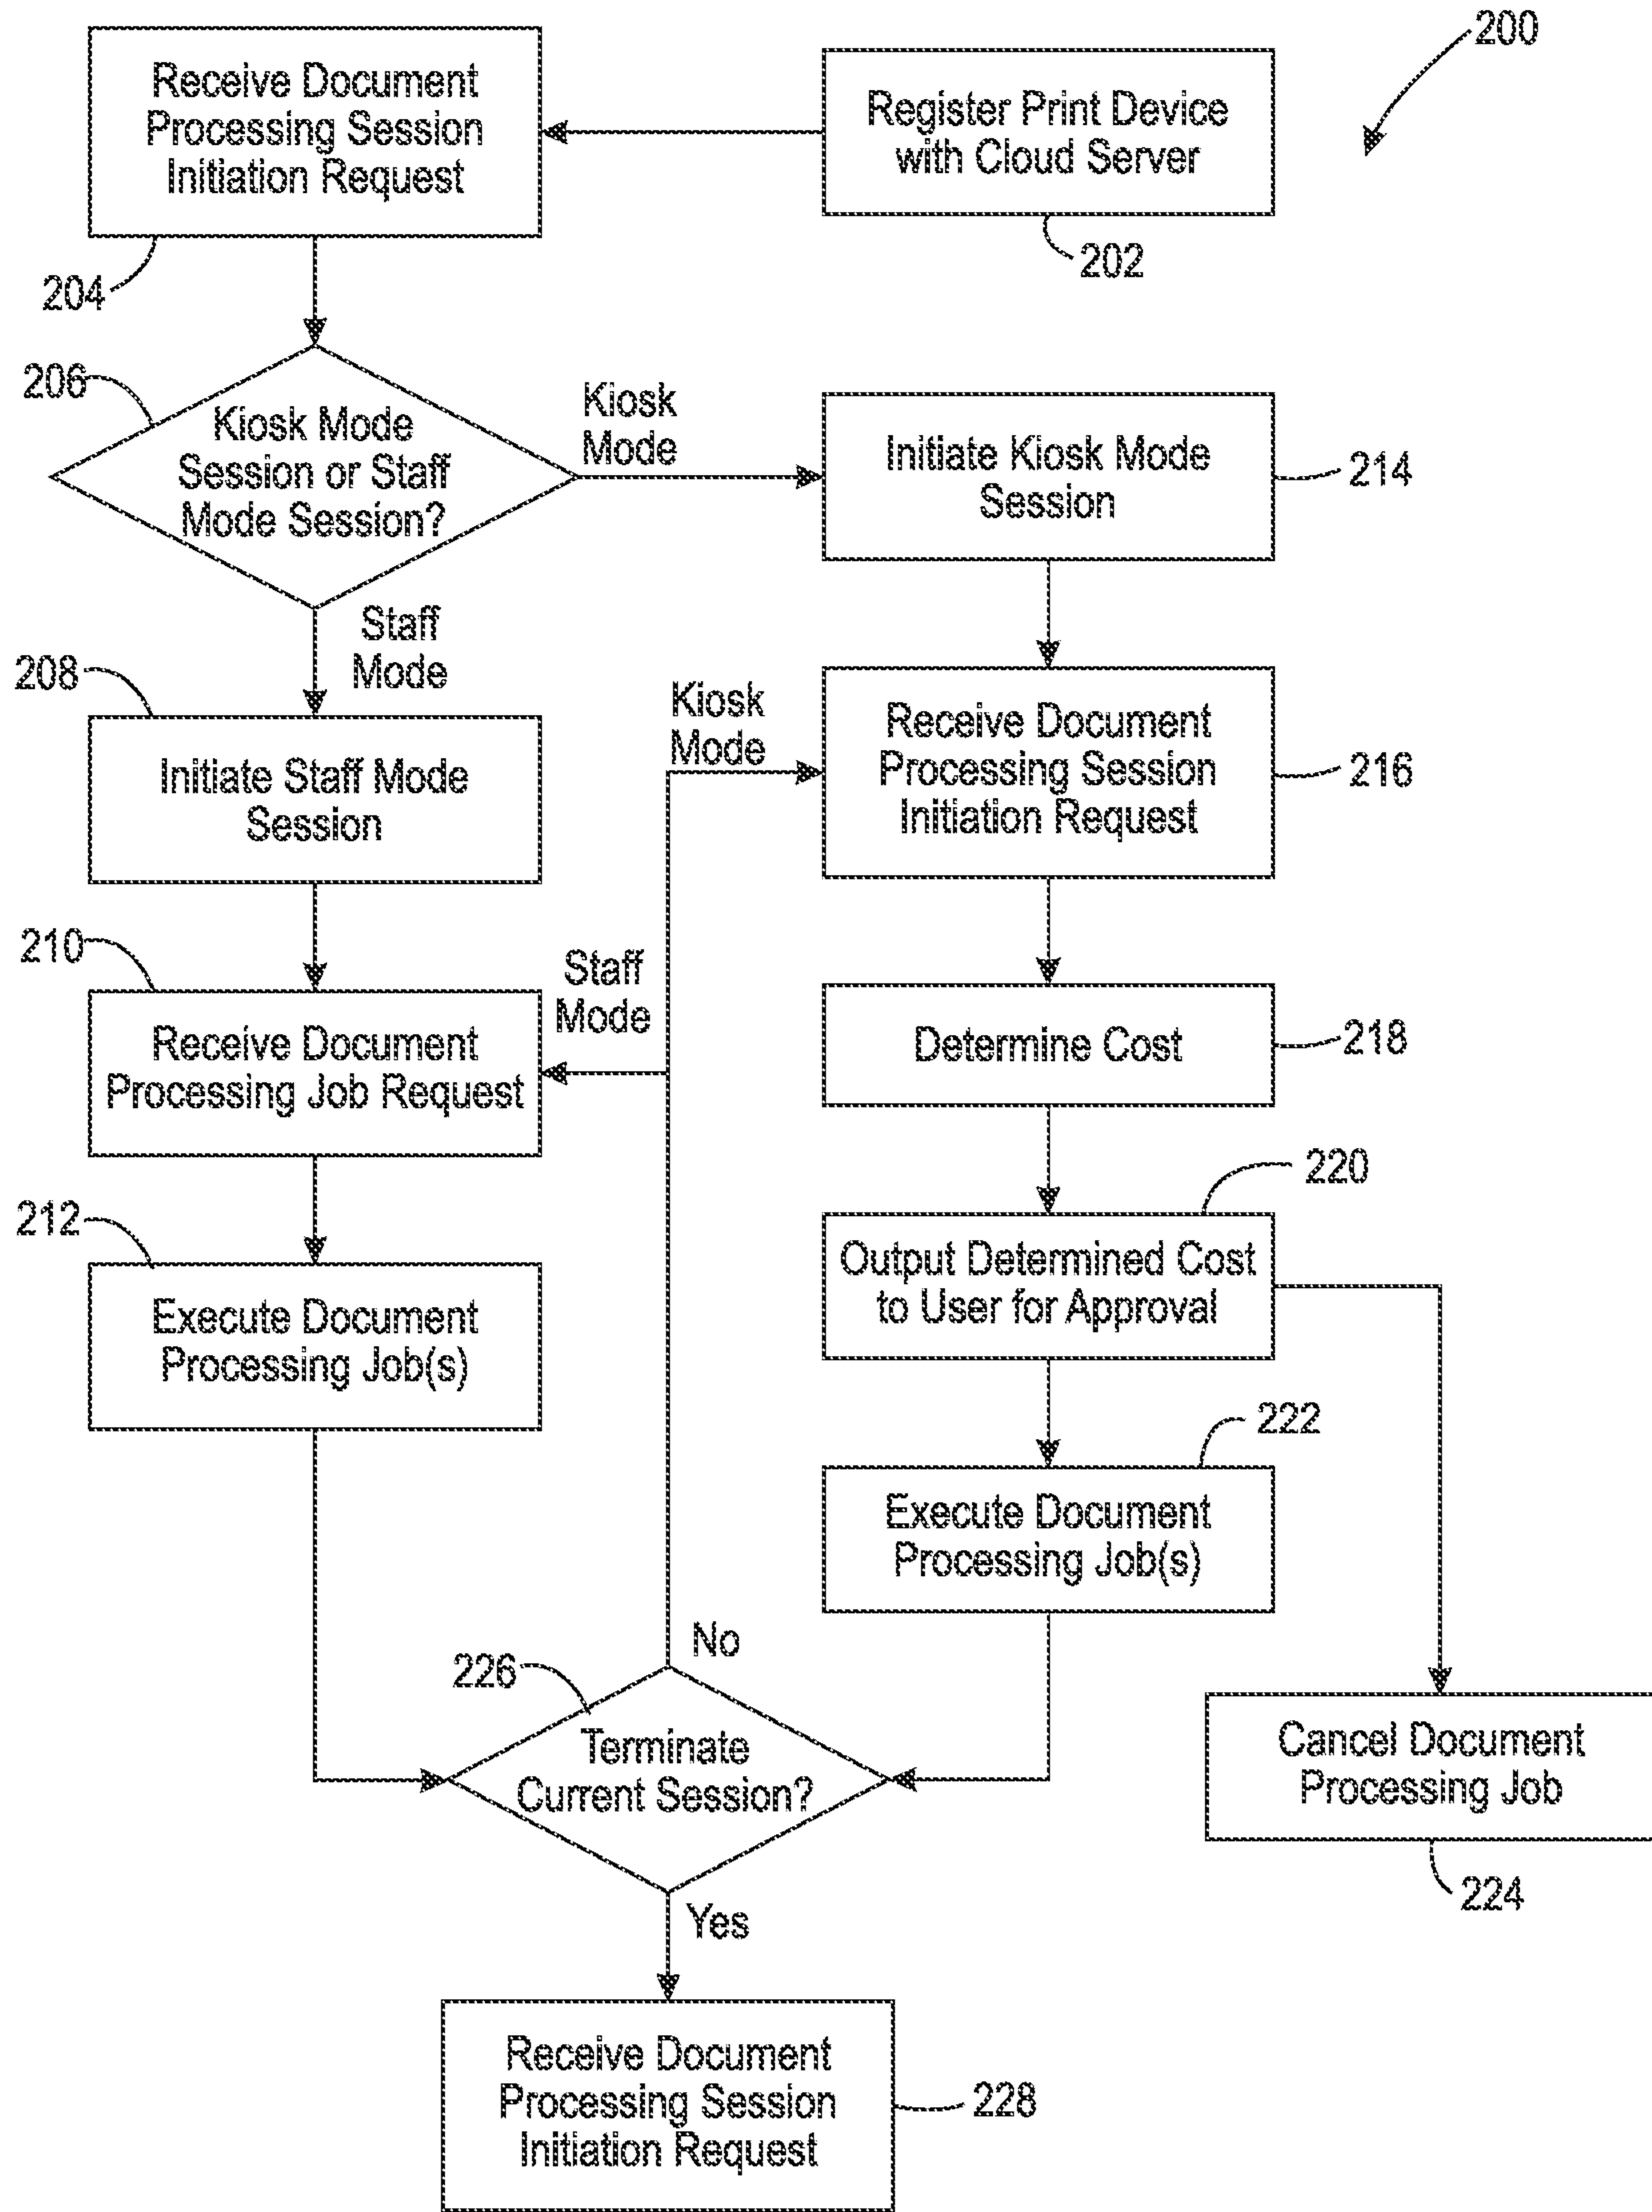 200
Receive Document
Processing Session
Initiation Request
204
Register Print Device
with Cloud Server
202
206
Kiosk Mode
Session or Staff
Mode Session?
Kiosk
Mode
Staff
Mode
Initiate Kiosk Mode
Session
214
208
Initiate Staff Mode
Session
Kiosk
Mode
Receive Document
Processing Session
Initiation Request
216
210
Receive Document
Processing Job Request
Staff
Mode
Determine Cost
218
212
Execute Document
Processing Job(s)
220
Output Determined Cost
to User for Approval
222
Execute Document
Processing Job(s)
No
226
Terminate
Current Session?
Yes
Cancel Document
Processing Job
224
Receive Document
Processing Session
Initiation Request
228